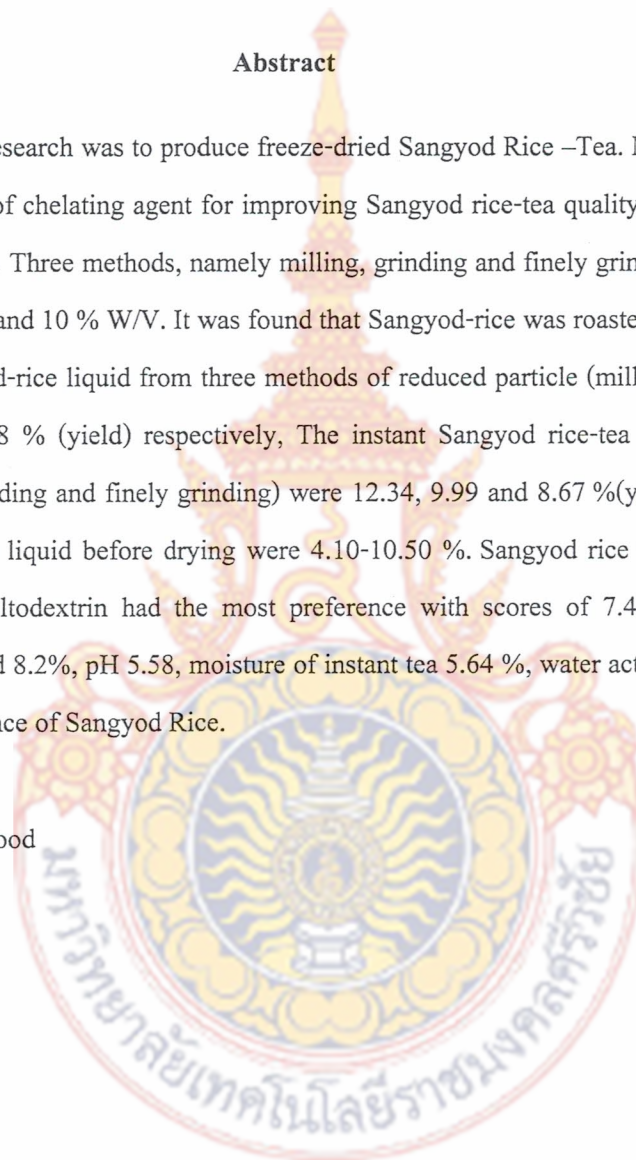 Abstract
esearch was to produce freeze-dried Sangyod Rice –Tea.
of chelating agent for improving Sangyod rice-tea quality
Three methods, namely milling, grinding and finely grin
and 10 % W/V. It was found that Sangyod-rice was roaste
d-rice liquid from three methods of reduced particle (mill
8 % (yield) respectively, The instant Sangyod rice-tea
ding and finely grinding) were 12.34, 9.99 and 8.67 %(y
liquid before drying were 4.10-10.50 %. Sangyod rice
ltodextrin had the most preference with scores of 7.4
d 8.2%, pH 5.58, moisture of instant tea 5.64 %, water act
nce of Sangyod Rice.
ood
มหาวิทยาลัยเทคโนโลยีราชมงคลศรีวิชัย